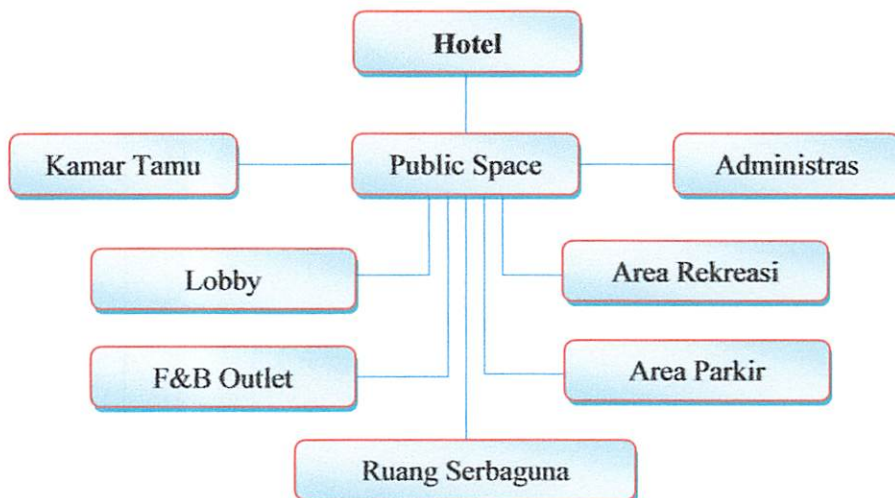 Hotel
Kamar Tamu
Public Space
Administras
Lobby
Area Rekreasi
F&B Outlet
Area Parkir
Ruang Serbaguna